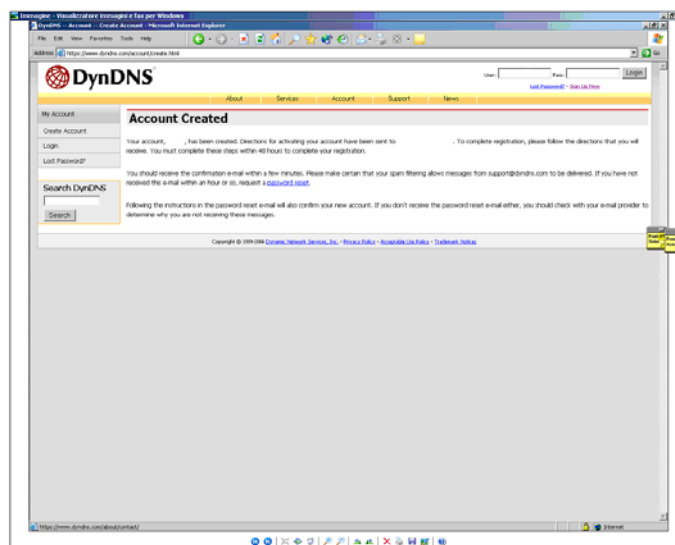 Immagine - Visualizzatore immagini e fax per Windows
DynDNS -- Account -- Create Account - Microsoft Internet Explorer
File Edit View Favorites Tools Help
Address https://www.dyndns.com/account/create.html Go
DynDNS
User: Pass: Login
Lost Password? - Sign Up Now
About Services Account Support News
My Account
Create Account
Login
Lost Password?
Search DynDNS
Search
Account Created
Your account, , has been created. Directions for activating your account have been sent to . To complete registration, please follow the directions that you will
receive. You must complete these steps within 48 hours to complete your registration.
You should receive the confirmation e-mail within a few minutes. Please make certain that your spam filtering allows messages from support@dyndns.com to be delivered. If you have not
received this e-mail within an hour or so, request a password reset.
Following the instructions in the password reset e-mail will also confirm your new account. If you don't receive the password reset e-mail either, you should check with your e-mail provider to
determine why you are not receiving these messages.
Copyright © 1999-2006 Dynamic Network Services, Inc. - Privacy Policy - Acceptable Use Policy - Trademark Notices
https://www.dyndns.com/about/contact/
Internet